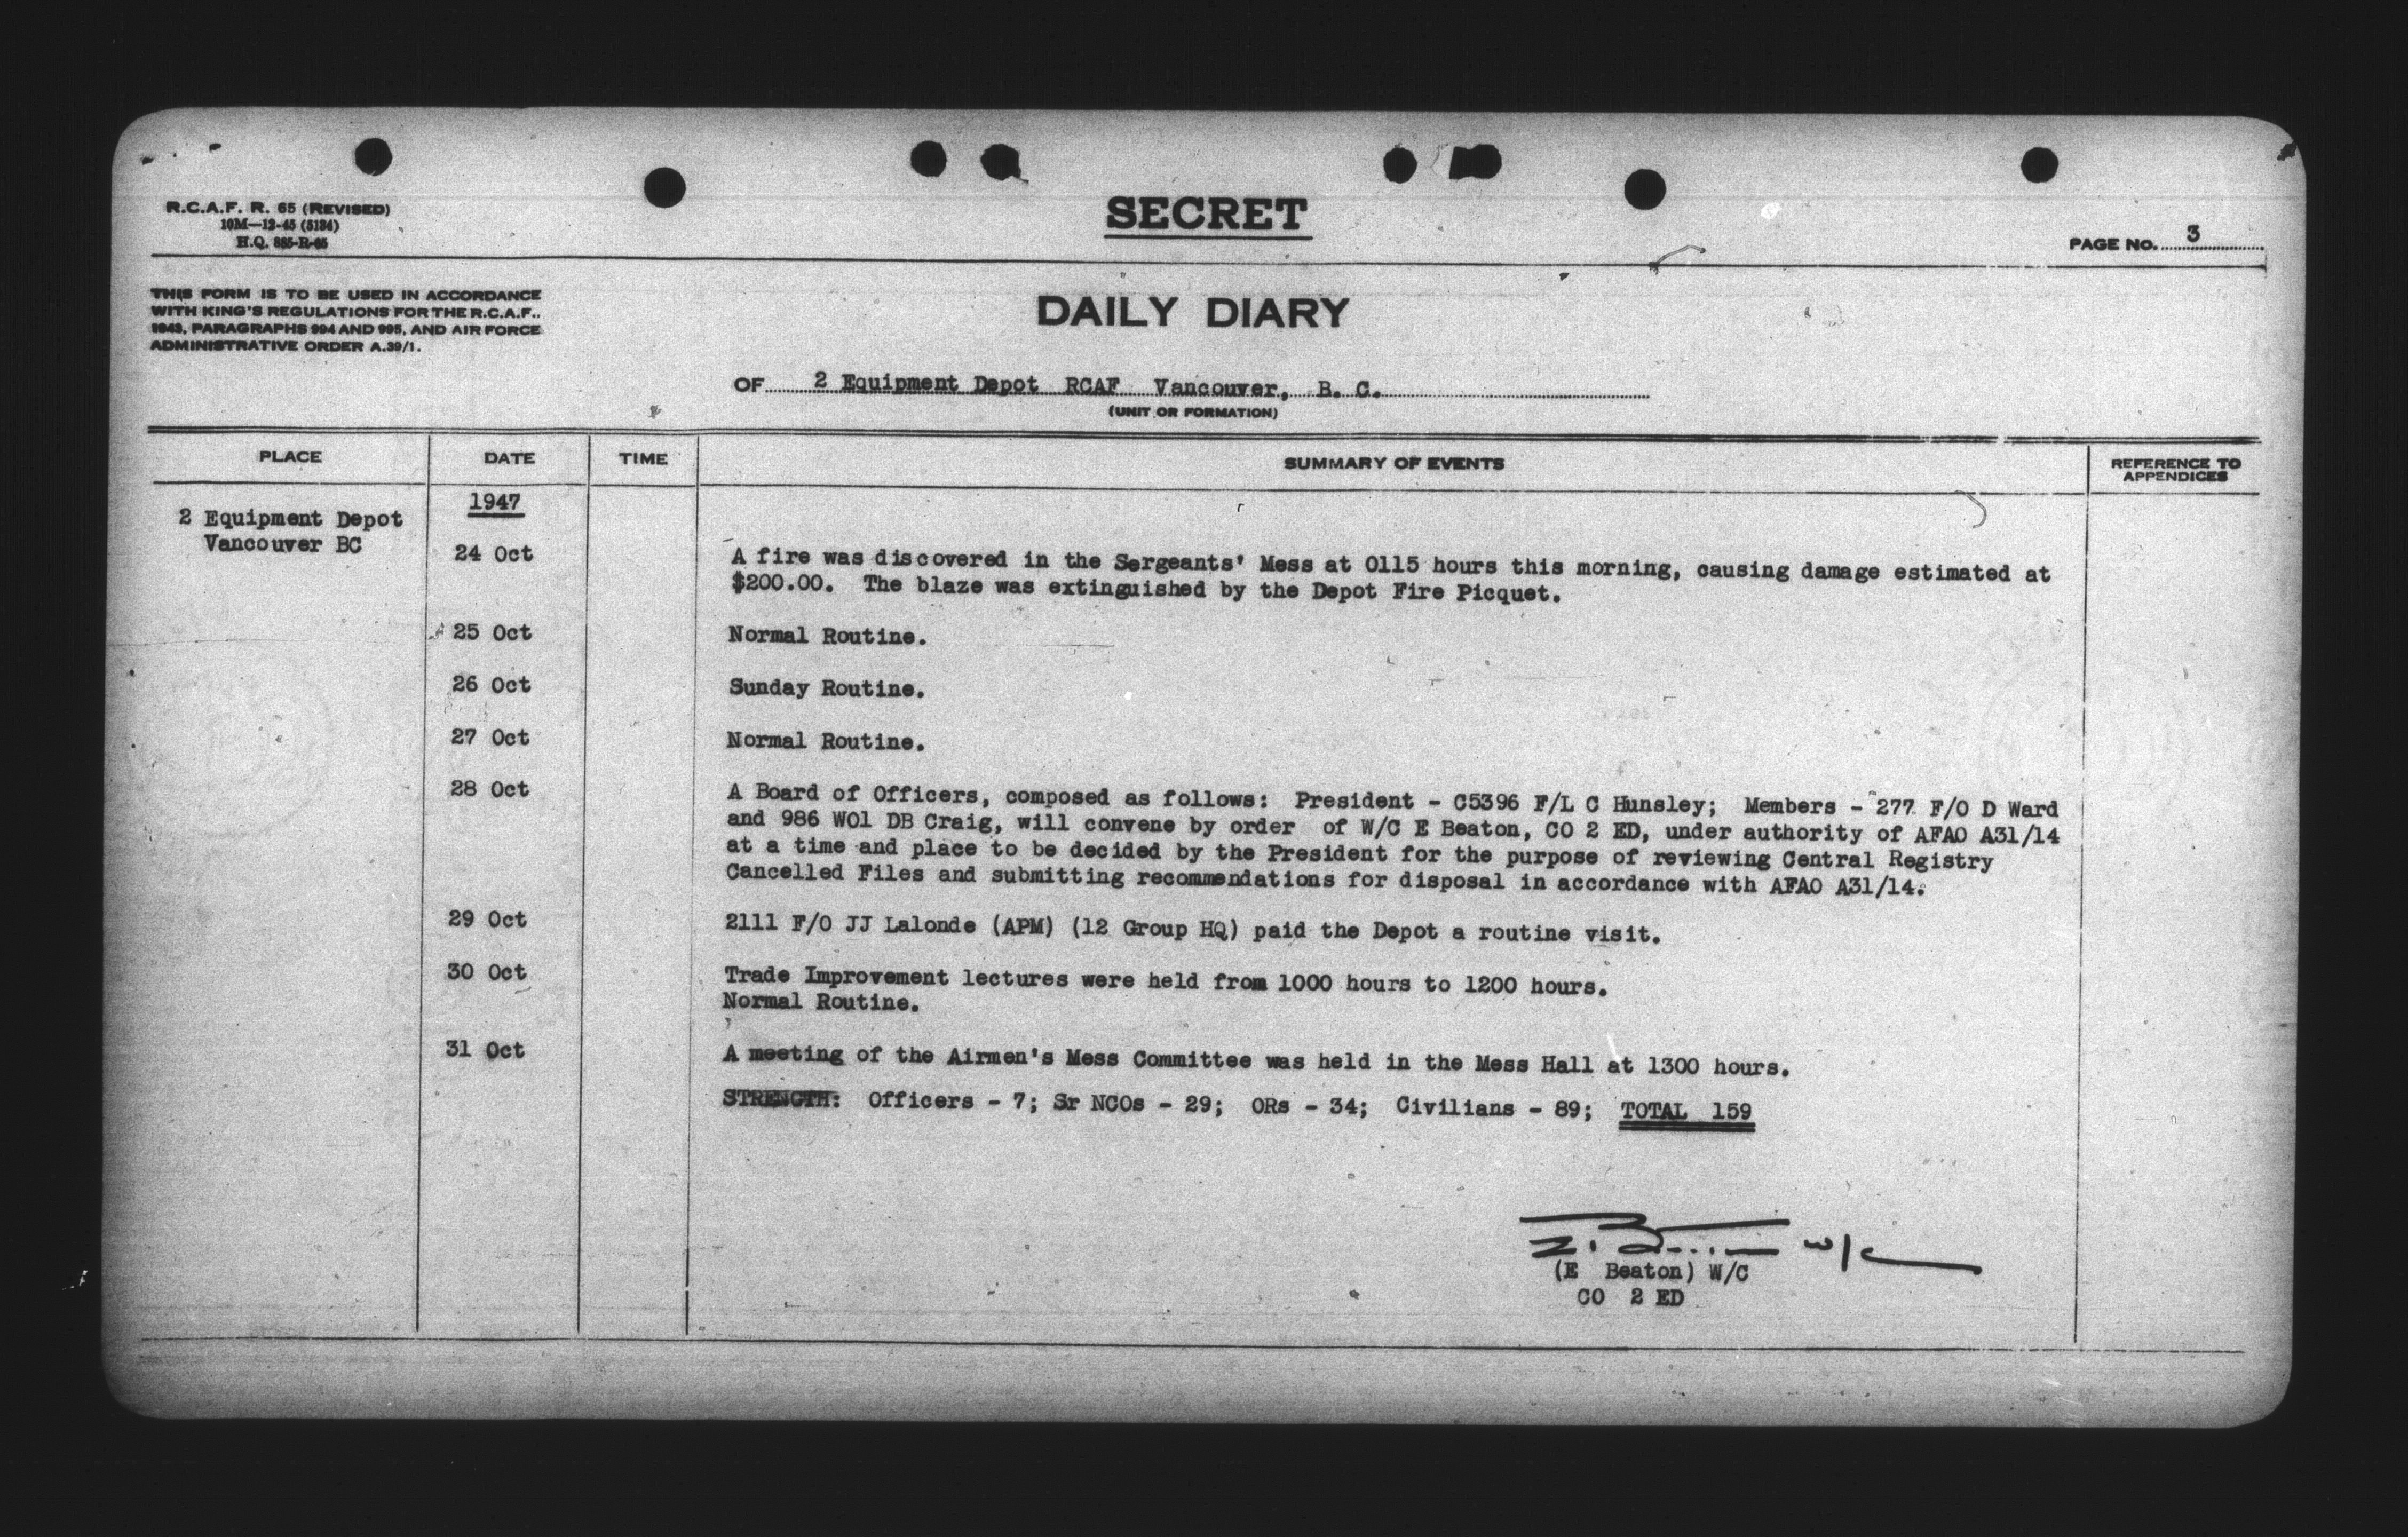 R.C.A.F. R. 65 (REVISED)
10M—12-45 (5134)
H.Q. 885-R-65
SECRET
PAGE No. 3
THIS FORM IS TO BE USED IN ACCORDANCE
WITH KING'S REGULATIONS FOR THE R.C.A.F.,
1943, PARAGRAPHS 994 AND 995, AND AIR FORCE
ADMINISTRATIVE ORDER A.39/1.
DAILY DIARY
OF 2 Equipment Depot RCAF Vancouver, B. C.
(UNIT OR FORMATION)
PLACE DATE TIME SUMMARY OF EVENTS REFERENCE TO APPENDICES
2 Equipment Depot
Vancouver BC
1947
24 Oct A fire was discovered in the Sergeants' Mess at 0115 hours this morning, causing damage estimated at
$200.00. The blaze was extinguished by the Depot Fire Picquet.
25 Oct Normal Routine.
26 Oct Sunday Routine.
27 Oct Normal Routine.
28 Oct A Board of Officers, composed as follows: President - C5396 F/L C Hunsley; Members - 277 F/O D Ward
and 986 WO1 DB Craig, will convene by order of W/C E Beaton, CO 2 ED, under authority of AFAO A31/14
at a time and place to be decided by the President for the purpose of reviewing Central Registry
Cancelled Files and submitting recommendations for disposal in accordance with AFAO A31/14.
29 Oct 2111 F/O JJ Lalonde (APM) (12 Group HQ) paid the Depot a routine visit.
30 Oct Trade Improvement lectures were held from 1000 hours to 1200 hours.
Normal Routine.
31 Oct A meeting of the Airmen's Mess Committee was held in the Mess Hall at 1300 hours.
STRENGTH: Officers - 7; Sr NCOs - 29; ORs - 34; Civilians - 89; TOTAL 159
E. Beaton W/C
(E Beaton) W/C
CO 2 ED